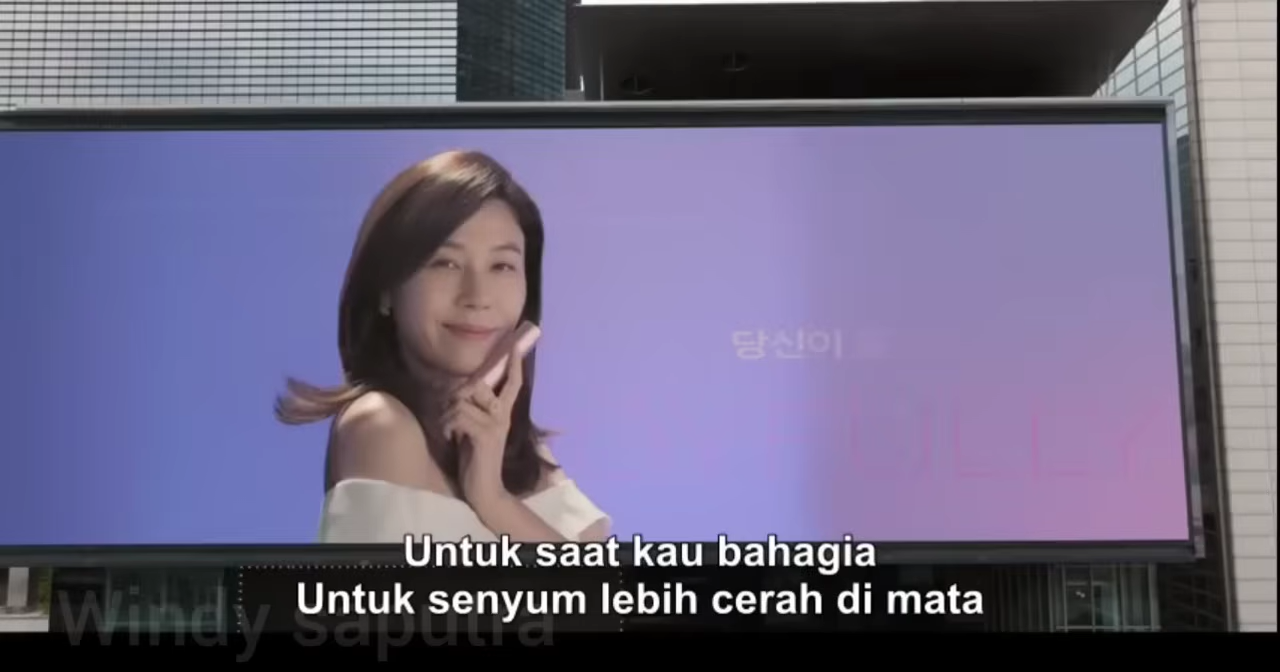 당신이
Untuk saat kau bahagia
Untuk senyum lebih cerah di mata
Windy saputra